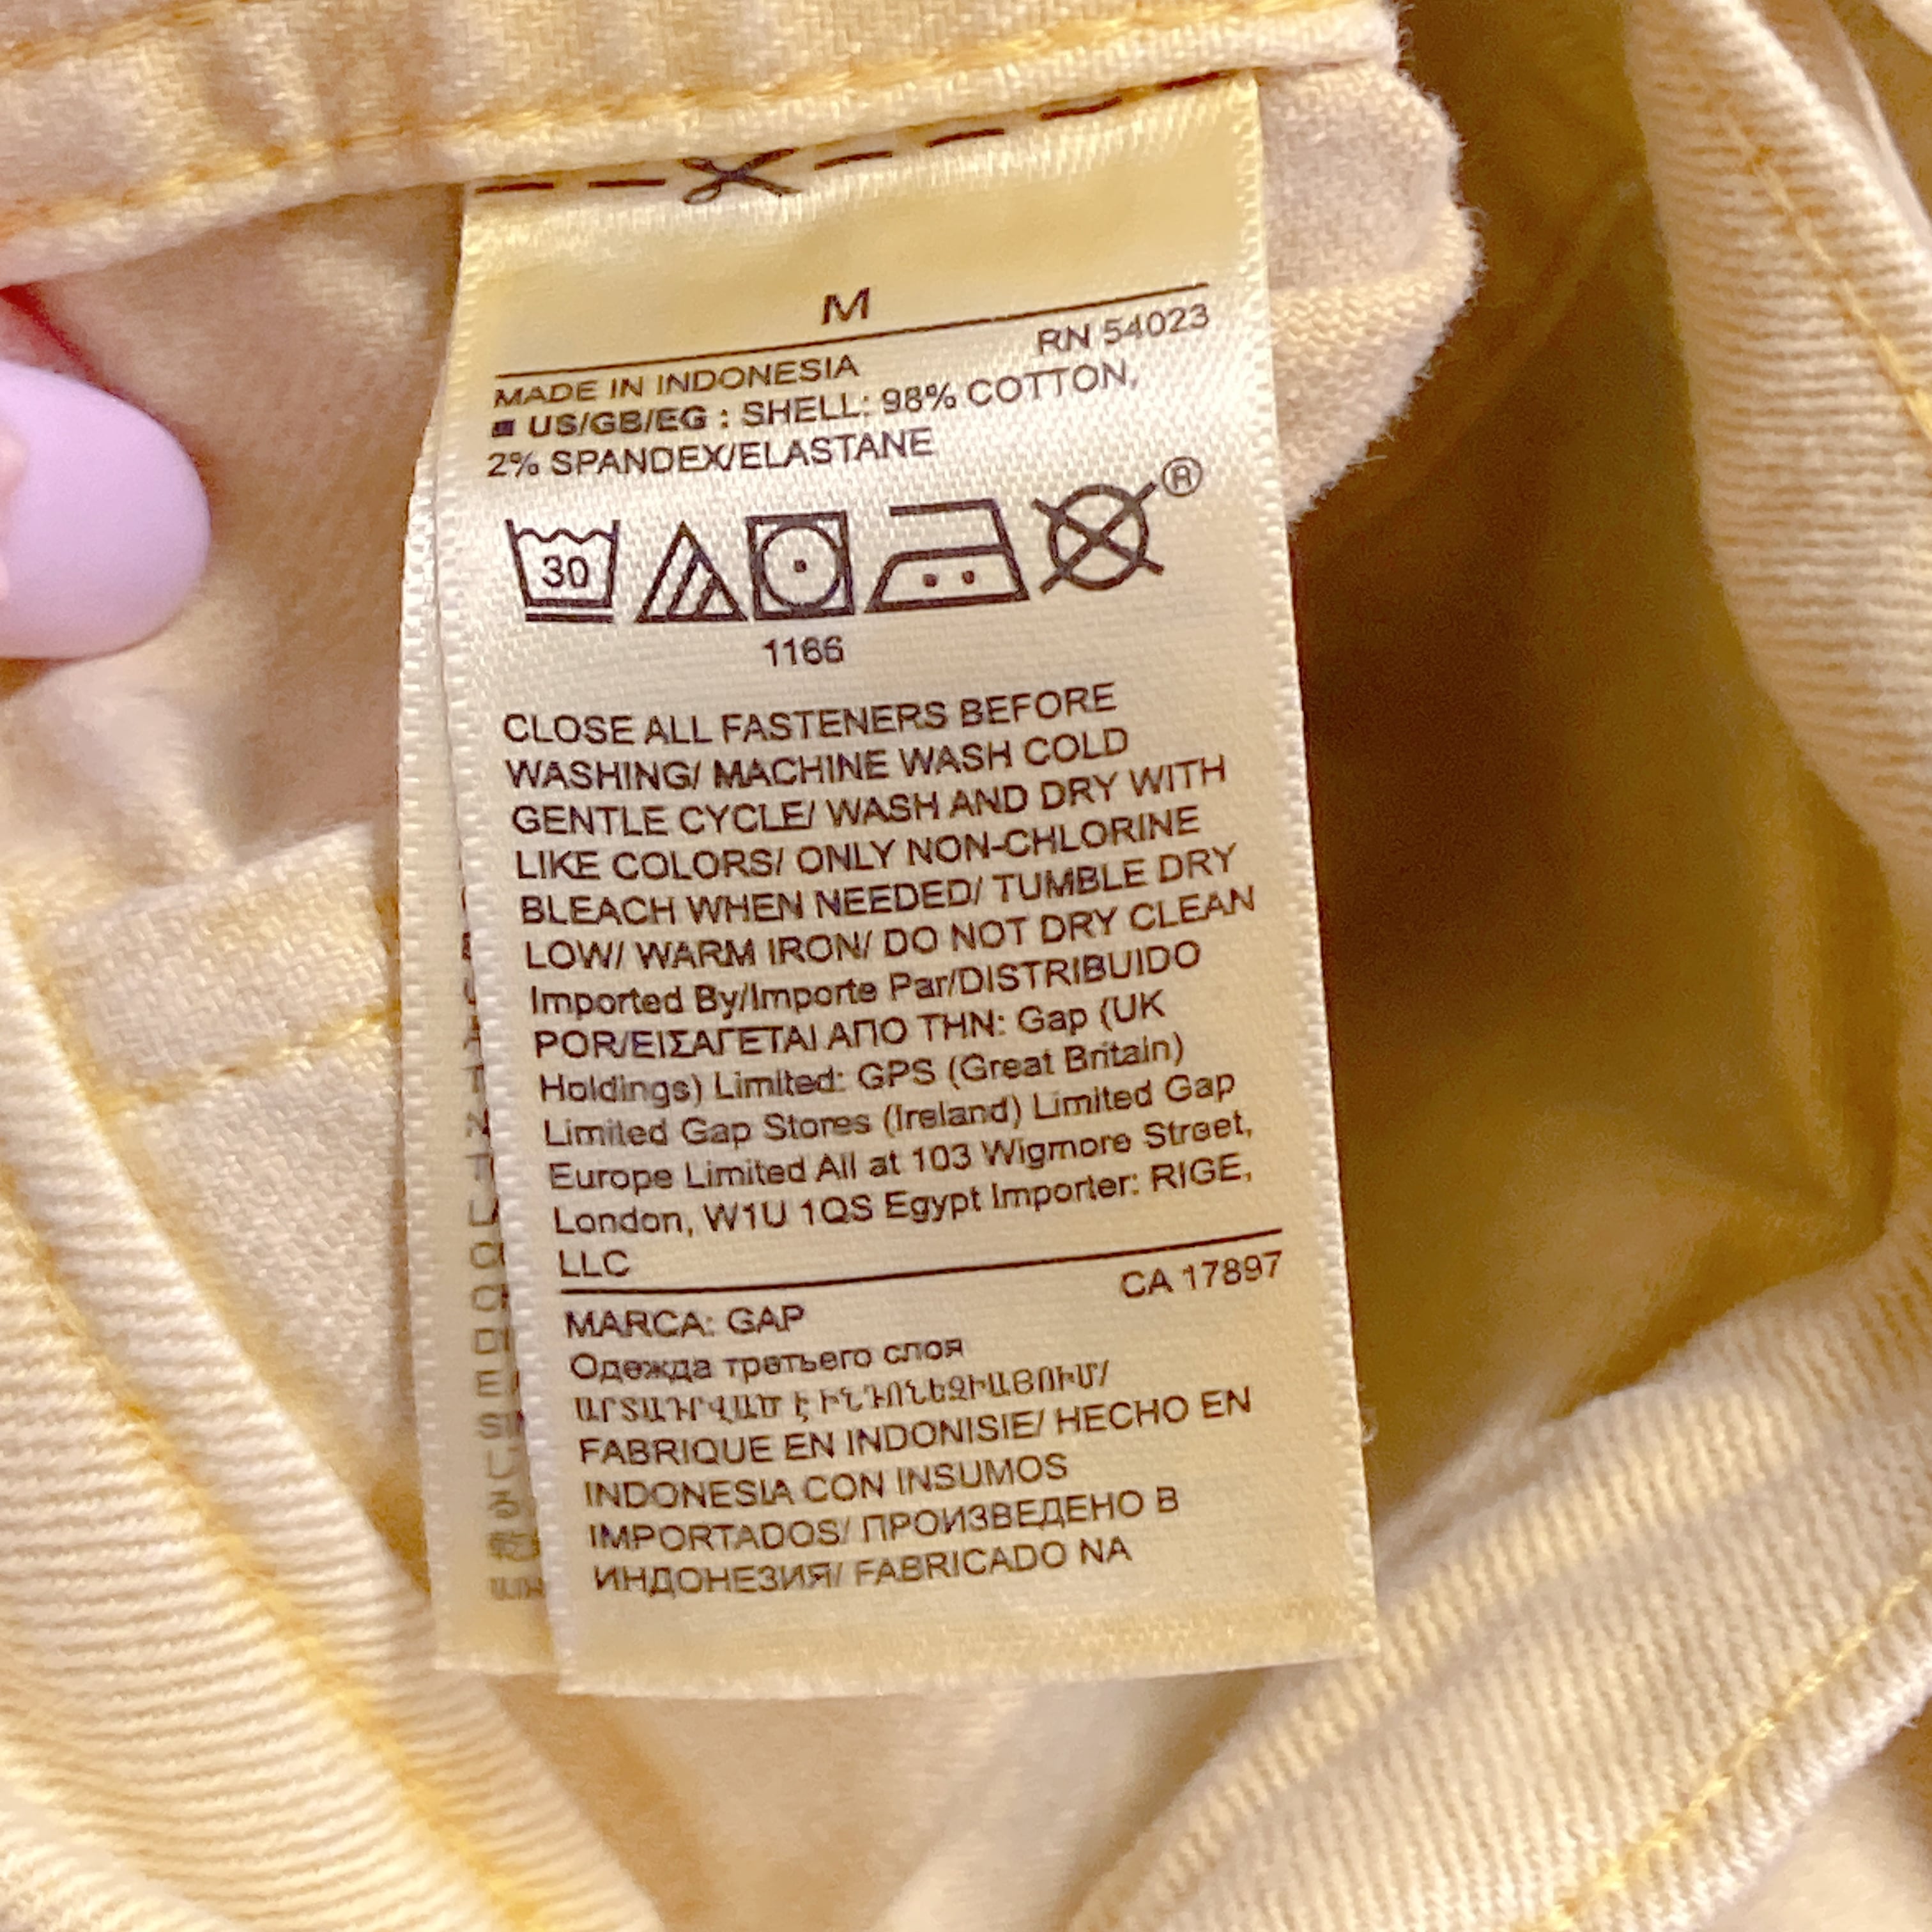 M
RN 54023
MADE IN INDONESIA
US/GB/EG : SHELL: 98% COTTON,
2% SPANDEX/ELASTANE
30
®
1166
CLOSE ALL FASTENERS BEFORE
WASHING/ MACHINE WASH COLD
GENTLE CYCLE/ WASH AND DRY WITH
LIKE COLORS/ ONLY NON-CHLORINE
BLEACH WHEN NEEDED/ TUMBLE DRY
LOW/ WARM IRON/ DO NOT DRY CLEAN
Imported By/Importe Par/DISTRIBUIDO
POR/ΕΙΣΑΓΕΤΑΙ ΑΠΟ ΤΗΝ: Gap (UK
Holdings) Limited: GPS (Great Britain)
Limited Gap Stores (Ireland) Limited Gap
Europe Limited All at 103 Wigmore Street,
London, W1U 1QS Egypt Importer: RIGE,
LLC
CA 17897
MARCA: GAP
Одежда третьего слоя
ԱՐՏԱԴՐՎԱԾ Է ԻՆԴՈՆԵԶԻԱՅՈՒՄ/
FABRIQUE EN INDONISIE/ HECHO EN
INDONESIA CON INSUMOS
IMPORTADOS/ ПРОИЗВЕДЕНО В
ИНДОНЕЗИЯ/ FABRICADO NA